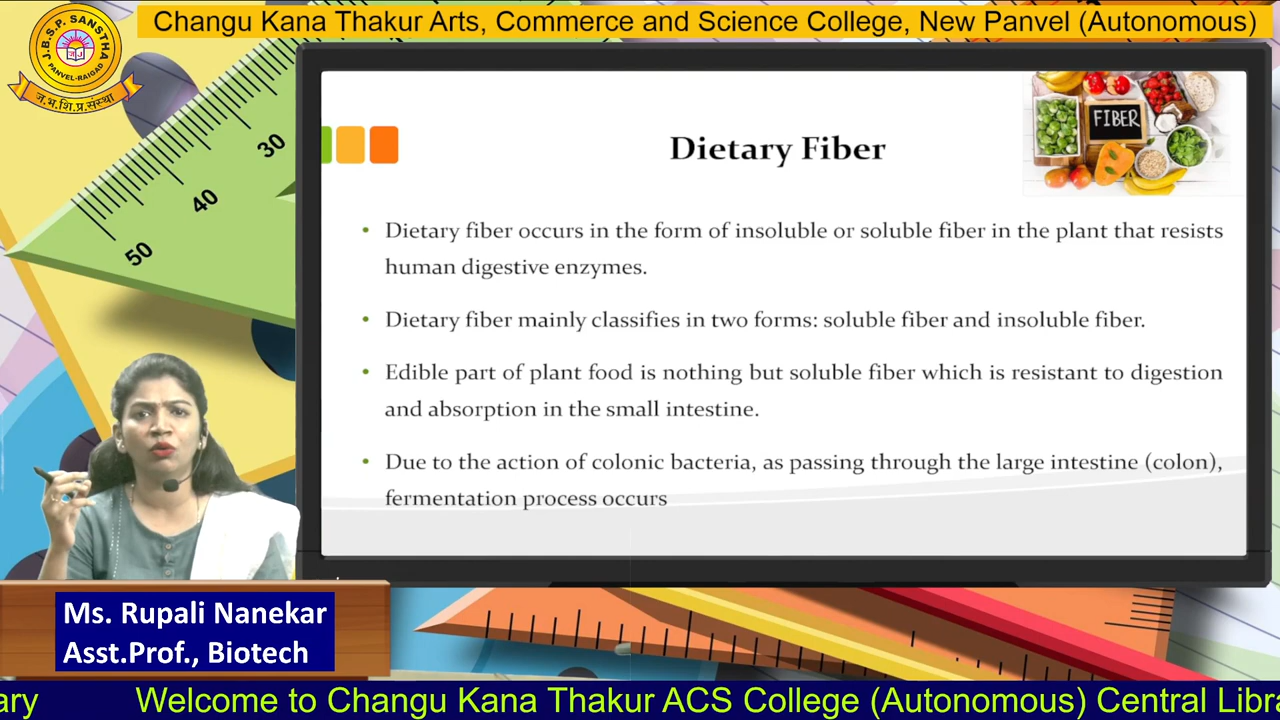 Changu Kana Thakur Arts, Commerce and Science College, New Panvel (Autonomous)
J.B.S.P. SANSTHA
PANVEL-RAIGAD
ज.भ.शि.प्र.संस्था
30
40
50
FIBER
Dietary Fiber
• Dietary fiber occurs in the form of insoluble or soluble fiber in the plant that resists
human digestive enzymes.
• Dietary fiber mainly classifies in two forms: soluble fiber and insoluble fiber.
• Edible part of plant food is nothing but soluble fiber which is resistant to digestion
and absorption in the small intestine.
• Due to the action of colonic bacteria, as passing through the large intestine (colon),
fermentation process occurs
Ms. Rupali Nanekar
Asst.Prof., Biotech
ary Welcome to Changu Kana Thakur ACS College (Autonomous) Central Libra